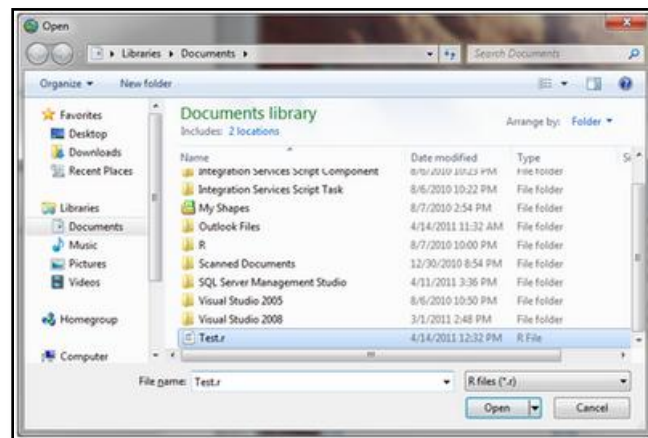 Open
Libraries Documents Search Documents
Organize New folder
Favorites
Desktop
Downloads
Recent Places
Libraries
Documents
Music
Pictures
Videos
Homegroup
Computer
Documents library
Includes: 2 locations
Arrange by: Folder
Name Date modified Type
Integration Services Script Component 8/6/2010 10:23 PM File folder
Integration Services Script Task 8/6/2010 10:22 PM File folder
My Shapes 8/7/2010 2:54 PM File folder
Outlook Files 4/14/2011 11:32 AM File folder
R 8/7/2010 10:00 PM File folder
Scanned Documents 12/30/2010 8:54 PM File folder
SQL Server Management Studio 4/11/2011 3:36 PM File folder
Visual Studio 2005 8/6/2010 10:50 PM File folder
Visual Studio 2008 3/1/2011 2:48 PM File folder
Test.r 4/14/2011 12:32 PM R File
File name: Test.r R files (*.r)
Open Cancel